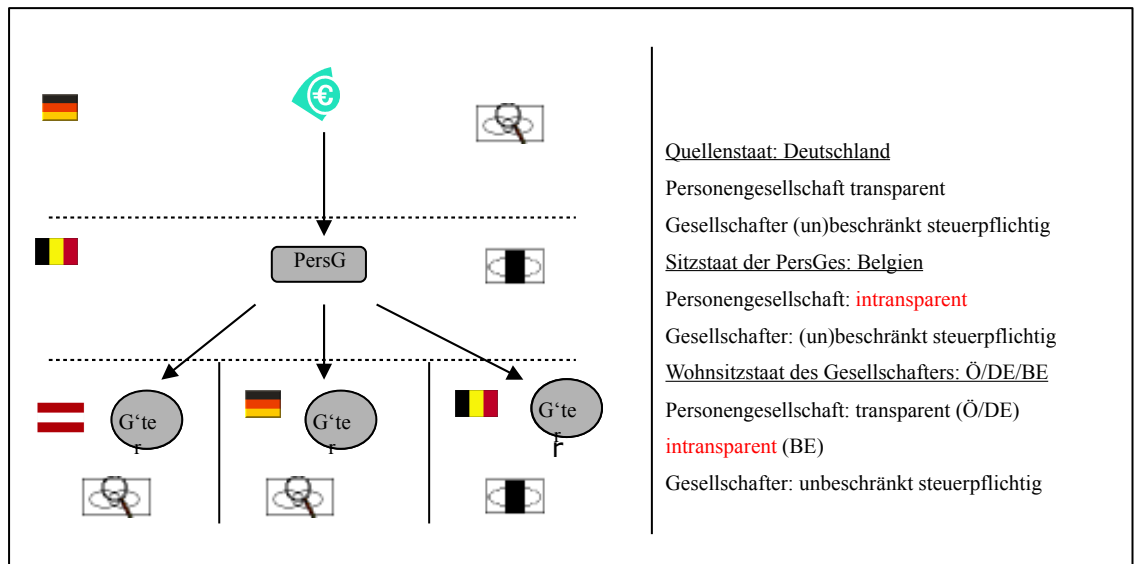 €
PersG
G‘te
r
G‘te
r
G‘te
r
r
Quellenstaat: Deutschland
Personengesellschaft transparent
Gesellschafter (un)beschränkt steuerpflichtig
Sitzstaat der PersGes: Belgien
Personengesellschaft: intransparent
Gesellschafter: (un)beschränkt steuerpflichtig
Wohnsitzstaat des Gesellschafters: Ö/DE/BE
Personengesellschaft: transparent (Ö/DE)
intransparent (BE)
Gesellschafter: unbeschränkt steuerpflichtig